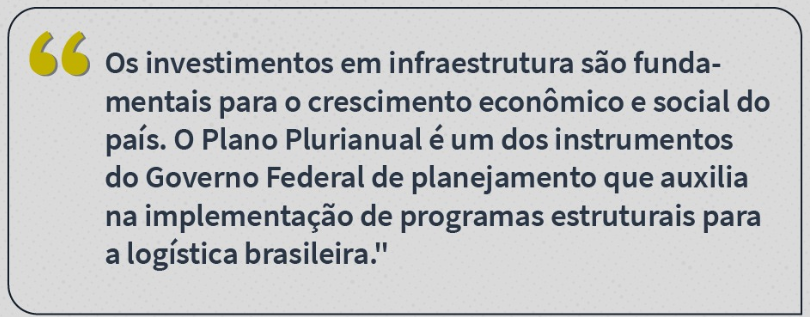 “Os investimentos em infraestrutura são funda-
mentais para o crescimento econômico e social do
país. O Plano Plurianual é um dos instrumentos
do Governo Federal de planejamento que auxilia
na implementação de programas estruturais para
a logística brasileira."